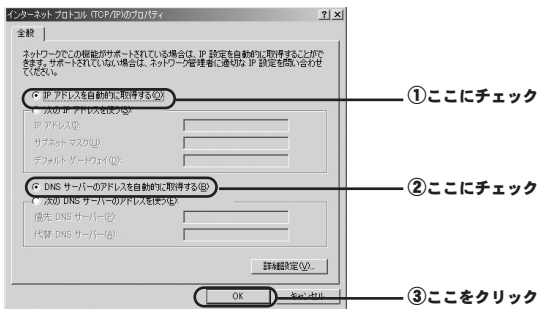 インターネット プロトコル (TCP/IP)のプロパティ
全般
ネットワークでこの機能がサポートされている場合は、IP 設定を自動的に取得することがで
きます。サポートされていない場合は、ネットワーク管理者に適切な IP 設定を問い合わせ
てください。
IP アドレスを自動的に取得する(O)
①ここにチェック
次の IP アドレスを使う(S):
IP アドレス(I):
サブネット マスク(U):
デフォルト ゲートウェイ(D):
DNS サーバーのアドレスを自動的に取得する(B)
②ここにチェック
次の DNS サーバーのアドレスを使う(E):
優先 DNS サーバー(P):
代替 DNS サーバー(A):
詳細設定(V)...
OK
キャンセル
③ここをクリック